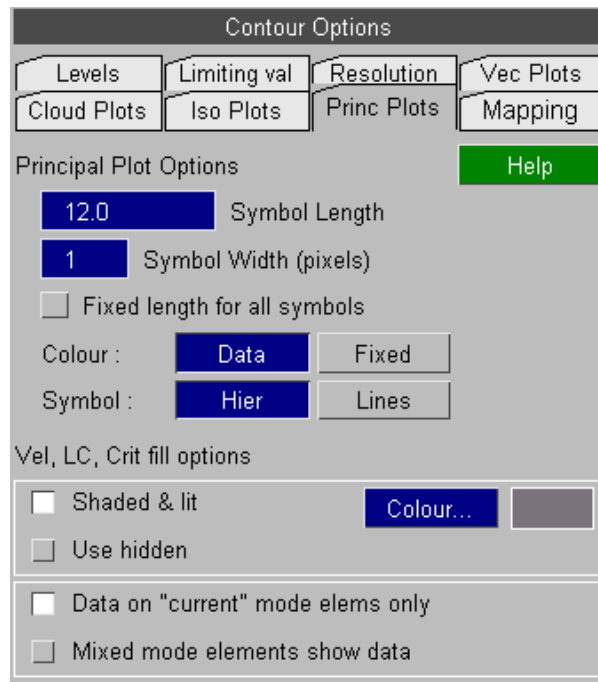 Contour Options
Levels Limiting val Resolution Vec Plots
Cloud Plots Iso Plots Princ Plots Mapping
Principal Plot Options Help
12.0 Symbol Length
1 Symbol Width (pixels)
Fixed length for all symbols
Colour : Data Fixed
Symbol : Hier Lines
Vel, LC, Crit fill options
Shaded & lit Colour...
Use hidden
Data on "current" mode elems only
Mixed mode elements show data